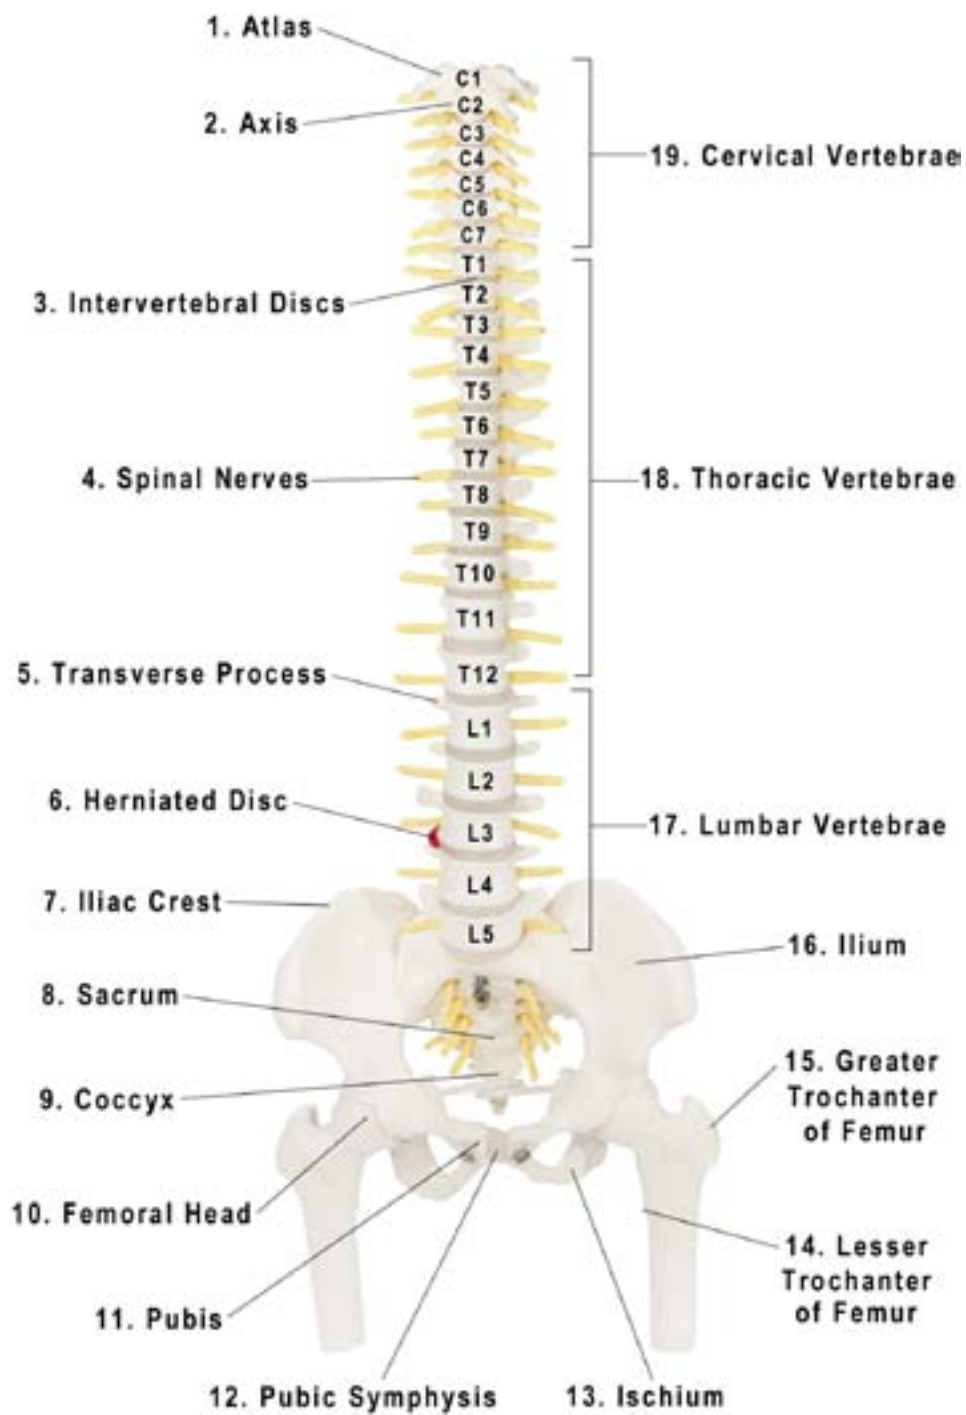 1. Atlas
2. Axis
3. Intervertebral Discs
4. Spinal Nerves
5. Transverse Process
6. Herniated Disc
7. Iliac Crest
8. Sacrum
9. Coccyx
10. Femoral Head
11. Pubis
12. Pubic Symphysis
13. Ischium
14. Lesser
Trochanter
of Femur
15. Greater
Trochanter
of Femur
16. Ilium
17. Lumbar Vertebrae
18. Thoracic Vertebrae
19. Cervical Vertebrae
C1
C2
C3
C4
C5
C6
C7
T1
T2
T3
T4
T5
T6
T7
T8
T9
T10
T11
T12
L1
L2
L3
L4
L5